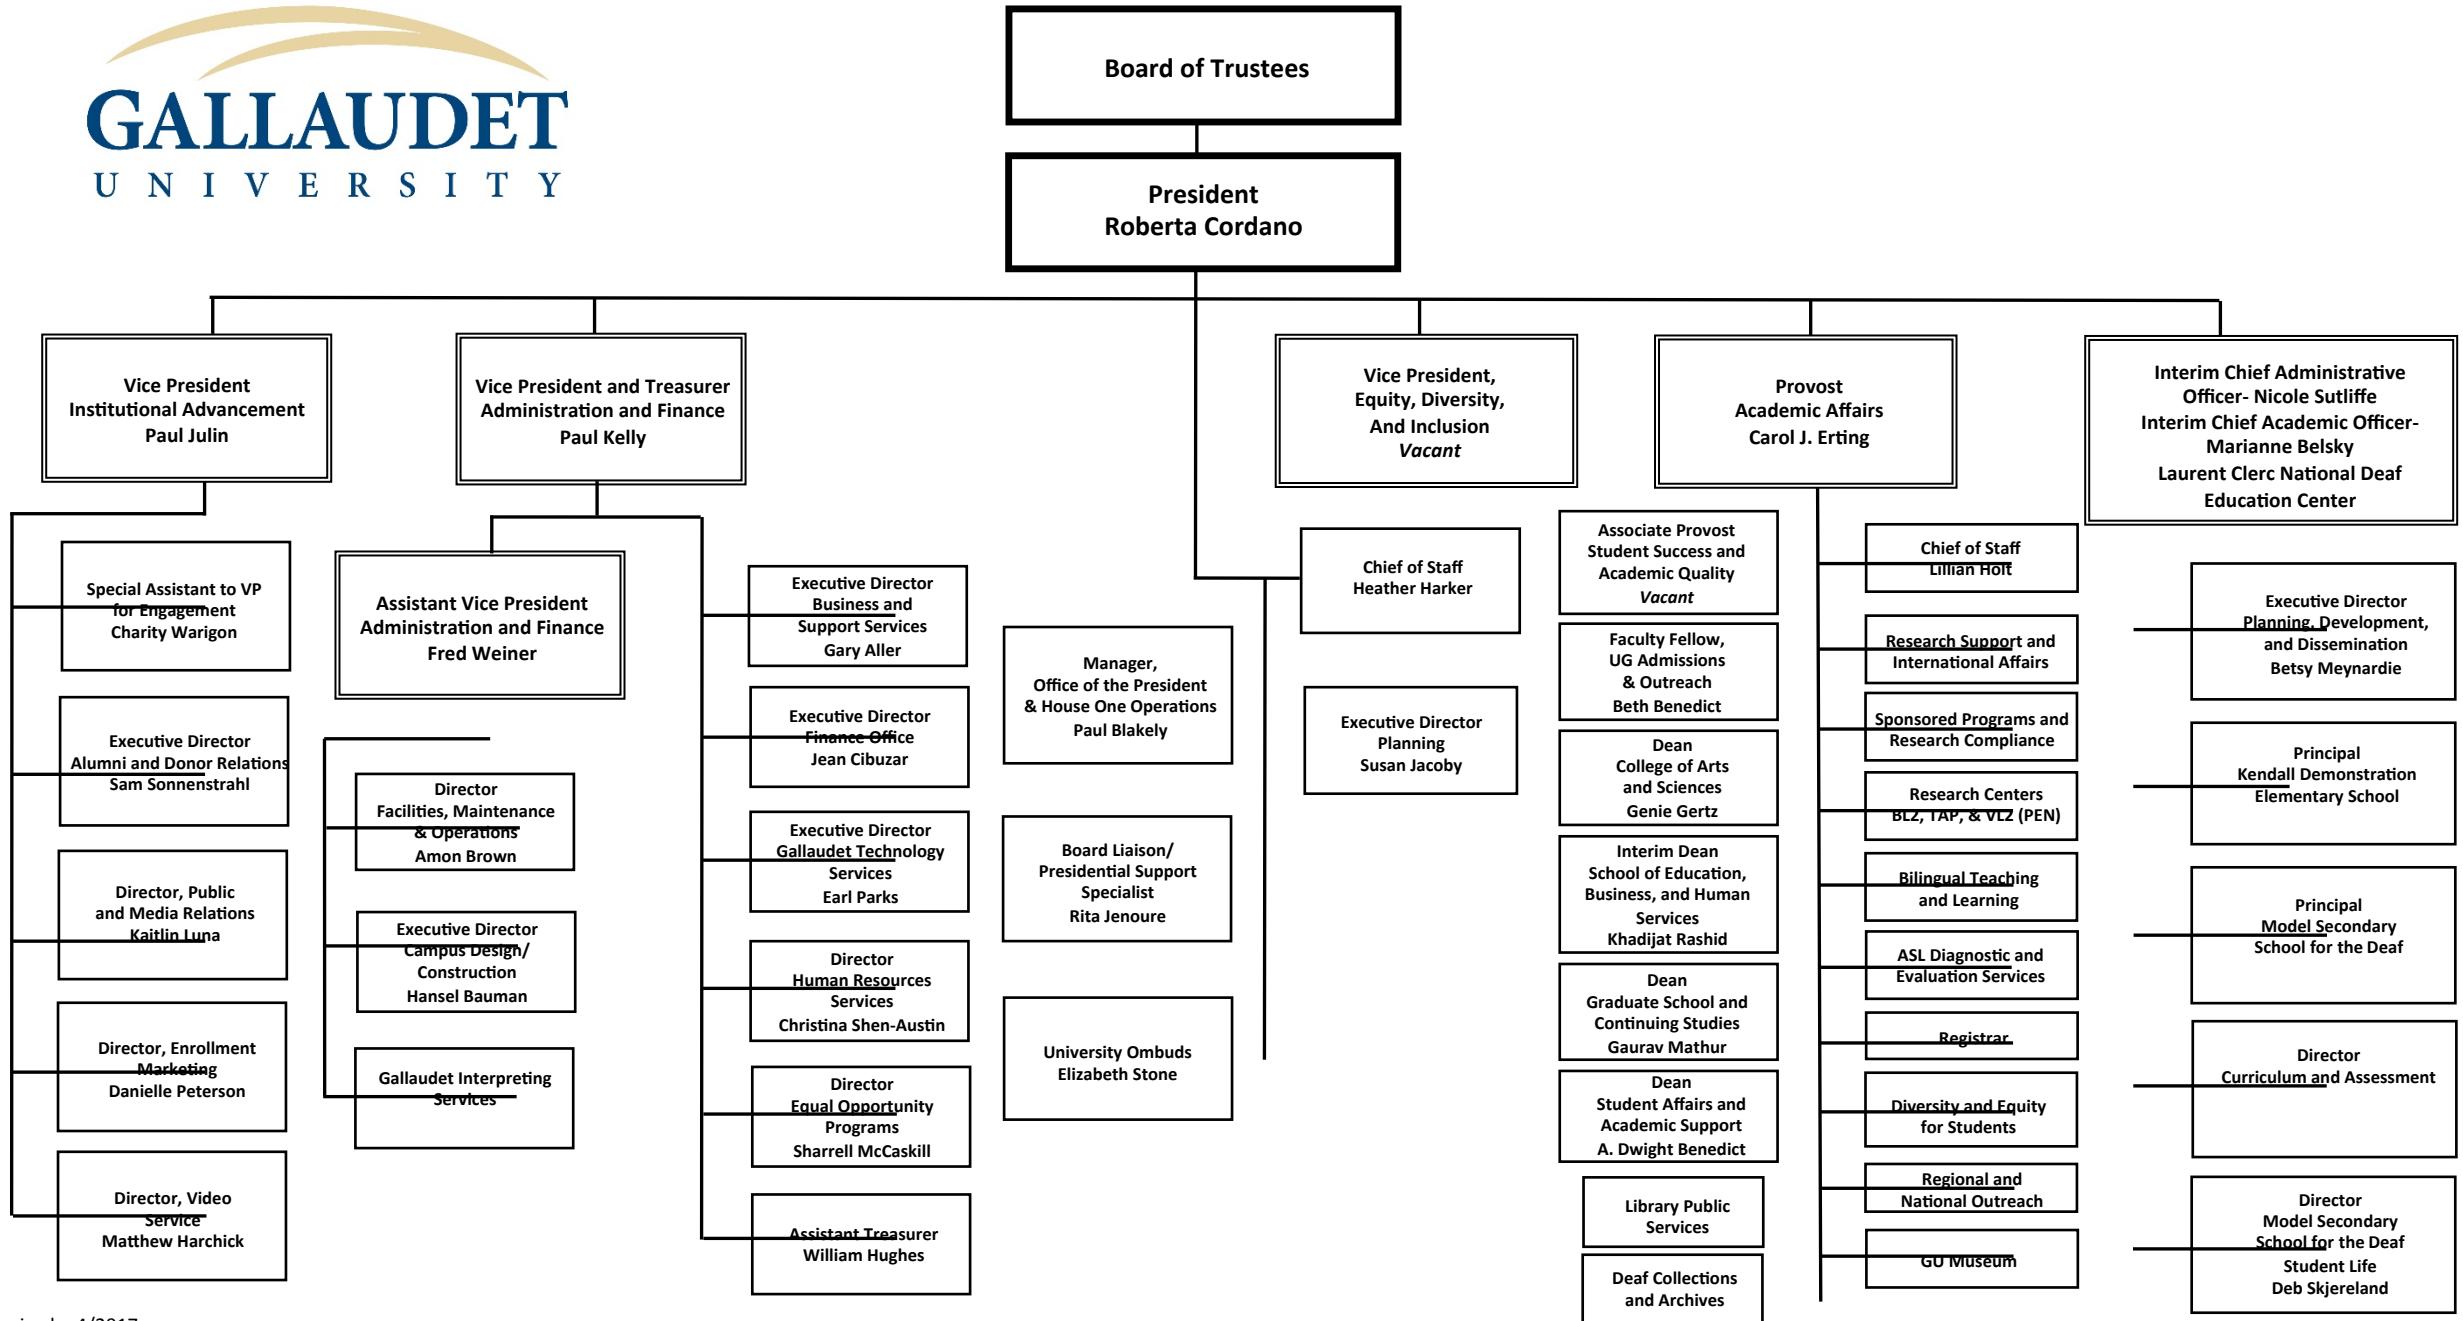 GALLAUDET
UNIVERSITY
Board of Trustees
President
Roberta Cordano
Vice President
Institutional Advancement
Paul Julin
Vice President and Treasurer
Administration and Finance
Paul Kelly
Vice President,
Equity, Diversity,
And Inclusion
Vacant
Provost
Academic Affairs
Carol J. Erting
Interim Chief Administrative
Officer- Nicole Sutliffe
Interim Chief Academic Officer-
Marianne Belsky
Laurent Clerc National Deaf
Education Center
Special Assistant to VP
for Engagement
Charity Warigon
Executive Director
Alumni and Donor Relations
Sam Sonnenstrahl
Director, Public
and Media Relations
Kaitlin Luna
Director, Enrollment
Marketing
Danielle Peterson
Director, Video
Service
Matthew Harchick
Assistant Vice President
Administration and Finance
Fred Weiner
Director
Facilities, Maintenance
& Operations
Amon Brown
Executive Director
Campus Design/
Construction
Hansel Bauman
Gallaudet Interpreting
Services
Executive Director
Business and
Support Services
Gary Aller
Executive Director
Finance Office
Jean Cibuzar
Executive Director
Gallaudet Technology
Services
Earl Parks
Director
Human Resources
Services
Christina Shen-Austin
Director
Equal Opportunity
Programs
Sharrell McCaskill
Assistant Treasurer
William Hughes
Manager,
Office of the President
& House One Operations
Paul Blakely
Board Liaison/
Presidential Support
Specialist
Rita Jenoure
University Ombuds
Elizabeth Stone
Chief of Staff
Heather Harker
Executive Director
Planning
Susan Jacoby
Associate Provost
Student Success and
Academic Quality
Vacant
Faculty Fellow,
UG Admissions
& Outreach
Beth Benedict
Dean
College of Arts
and Sciences
Genie Gertz
Interim Dean
School of Education,
Business, and Human
Services
Khadijat Rashid
Dean
Graduate School and
Continuing Studies
Gaurav Mathur
Dean
Student Affairs and
Academic Support
A. Dwight Benedict
Library Public
Services
Deaf Collections
and Archives
Chief of Staff
Lillian Holt
Research Support and
International Affairs
Sponsored Programs and
Research Compliance
Research Centers
BL2, TAP, & VL2 (PEN)
Bilingual Teaching
and Learning
ASL Diagnostic and
Evaluation Services
Registrar
Diversity and Equity
for Students
Regional and
National Outreach
GU Museum
Executive Director
Planning, Development,
and Dissemination
Betsy Meynardie
Principal
Kendall Demonstration
Elementary School
Principal
Model Secondary
School for the Deaf
Director
Curriculum and Assessment
Director
Model Secondary
School for the Deaf
Student Life
Deb Skjereland